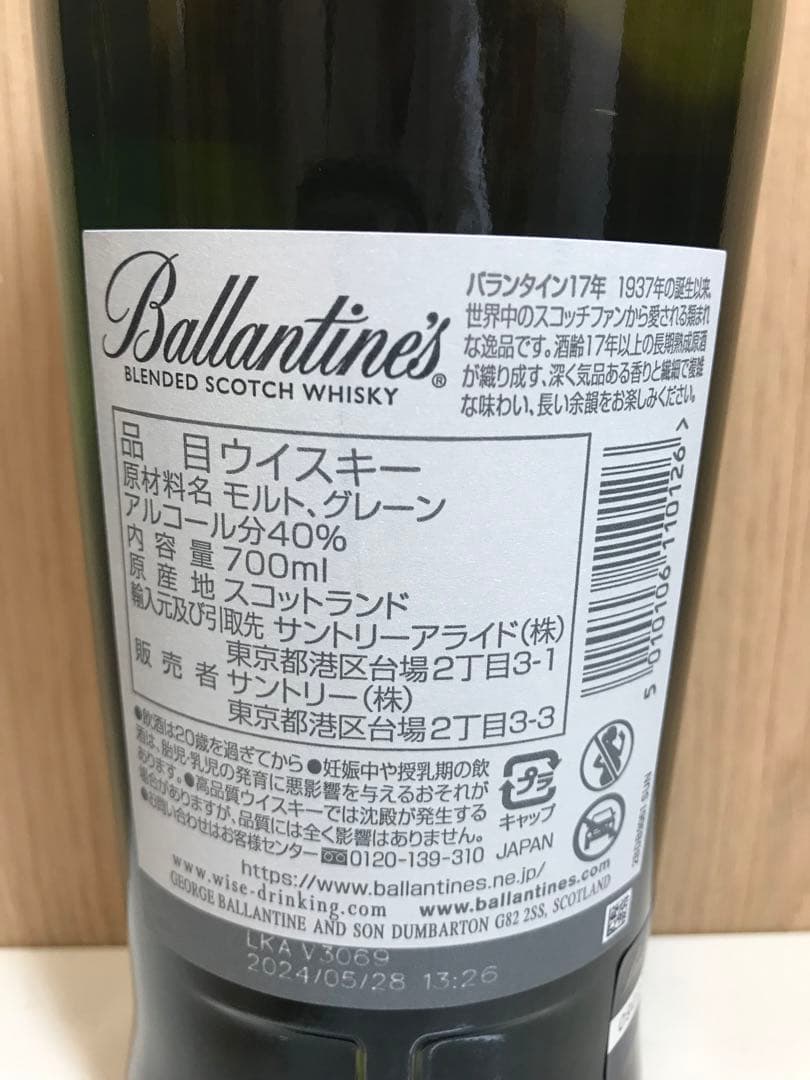 Ballantine's®
BLENDED SCOTCH WHISKY
バランタイン17年 1937年の誕生以来、
世界中のスコッチファンから愛される類まれ
な逸品です。酒齢17年以上の長期熟成原酒
が織り成す、深く気品ある香りと繊細で複雑
な味わい、長い余韻をお楽しみください。
品目 ウイスキー
原材料名 モルト、グレーン
アルコール分40%
内容量 700ml
原産地 スコットランド
輸入元及び引取先 サントリーアライド(株)
東京都港区台場2丁目3-1
販売者 サントリー(株)
東京都港区台場2丁目3-3
5 010106 110126 >
●飲酒は20歳を過ぎてから●妊娠中や授乳期の飲
酒は、胎児・乳児の発育に悪影響を与えるおそれが
あります。●高品質ウイスキーでは沈殿が発生する
場合がありますが、品質には全く影響はありません。
●お問い合わせはお客様センター 0120-139-310
プラ
キャップ
JAPAN
https://www.ballantines.ne.jp/
www.wise-drinking.com www.ballantines.com
GEORGE BALLANTINE AND SON DUMBARTON G82 2SS, SCOTLAND
LKA V3069
2024/05/28 13:26